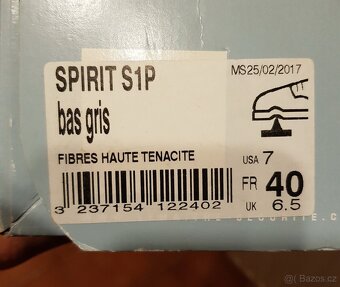 SPIRIT S1P
MS25/02/2017
bas gris
FIBRES HAUTE TENACITE
USA 7
FR 40
UK 6.5
3 237154 122402
SECURITE.C
Bazos.cz